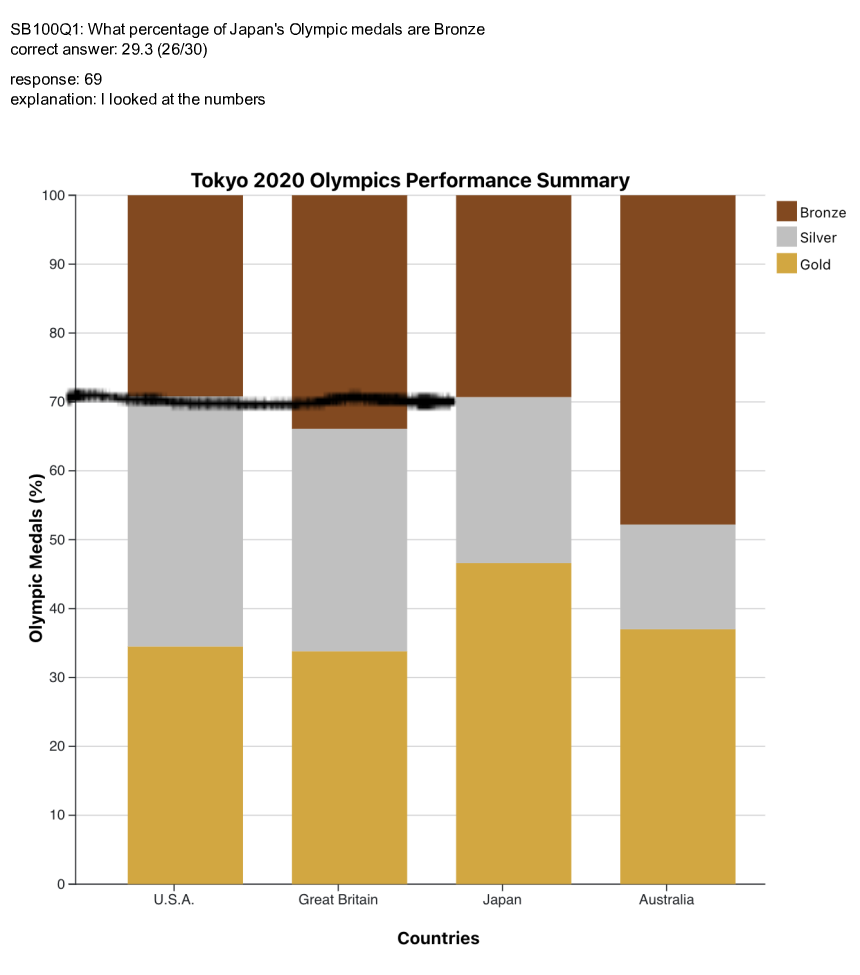 SB100Q1: What percentage of Japan's Olympic medals are Bronze
correct answer: 29.3 (26/30)
response: 69
explanation: I looked at the numbers
Tokyo 2020 Olympics Performance Summary
100
90
80
70
60
50
40
30
20
10
0
Olympic Medals (%)
Bronze
Silver
Gold
U.S.A.
Great Britain
Japan
Australia
Countries